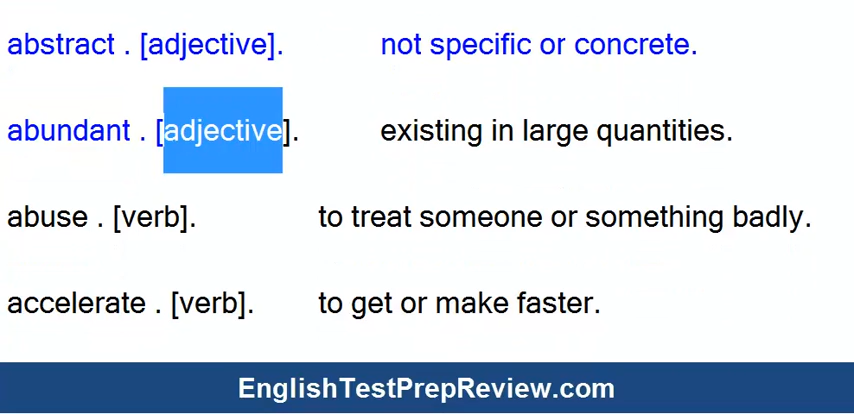 abstract . [adjective]. not specific or concrete.
abundant . [adjective]. existing in large quantities.
abuse . [verb]. to treat someone or something badly.
accelerate . [verb]. to get or make faster.
EnglishTestPrepReview.com